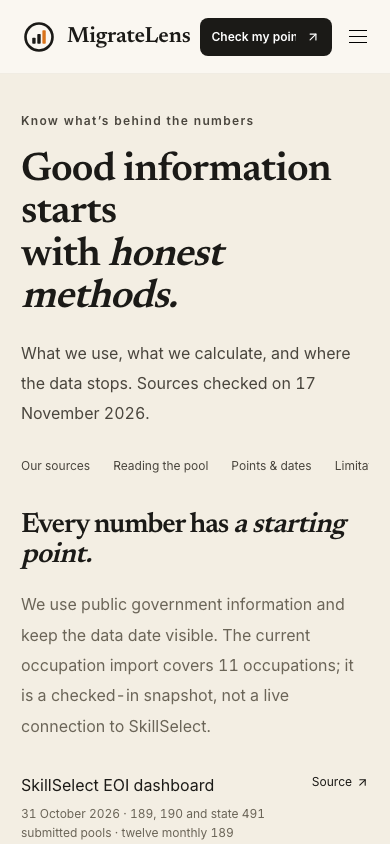 MigrateLens
Check my poin
Know what's behind the numbers
Good information
starts
with honest
methods.
What we use, what we calculate, and where
the data stops. Sources checked on 17
November 2026.
Our sources Reading the pool Points & dates Limita
Every number has a starting
point.
We use public government information and
keep the data date visible. The current
occupation import covers 11 occupations; it
is a checked-in snapshot, not a live
connection to SkillSelect.
SkillSelect EOI dashboard
Source
31 October 2026 · 189, 190 and state 491
submitted pools · twelve monthly 189